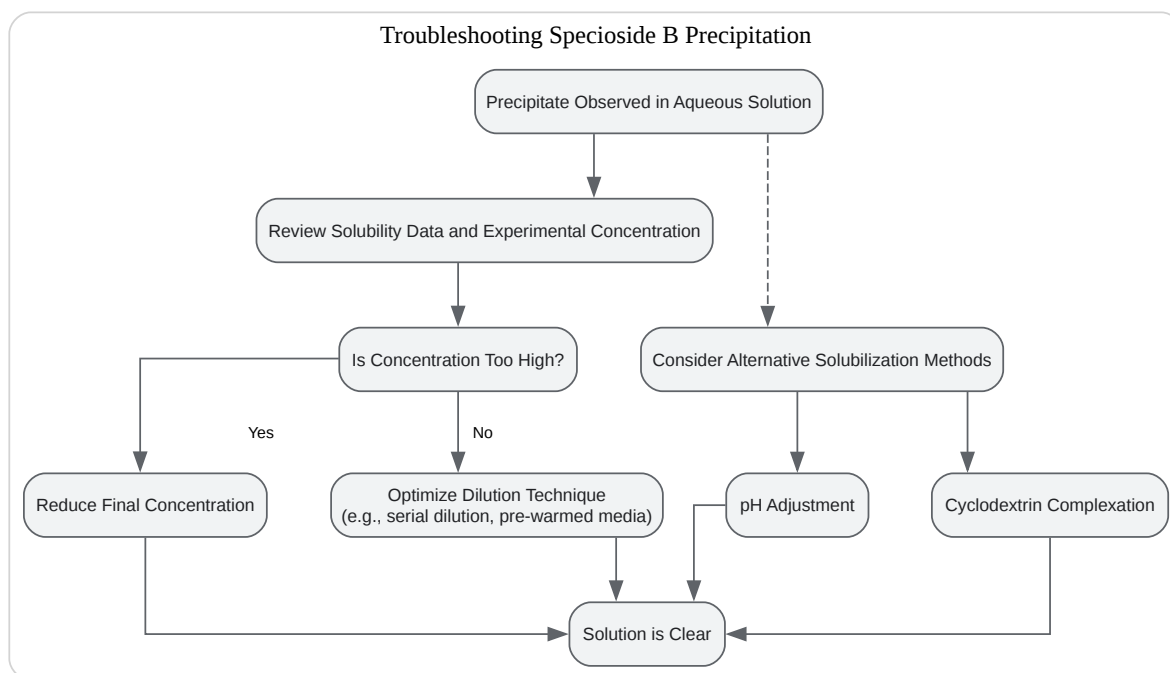 Troubleshooting Specioside B Precipitation
Precipitate Observed in Aqueous Solution
Review Solubility Data and Experimental Concentration
Is Concentration Too High?
Consider Alternative Solubilization Methods
Yes
No
Reduce Final Concentration
Optimize Dilution Technique
(e.g., serial dilution, pre-warmed media)
pH Adjustment
Cyclodextrin Complexation
Solution is Clear